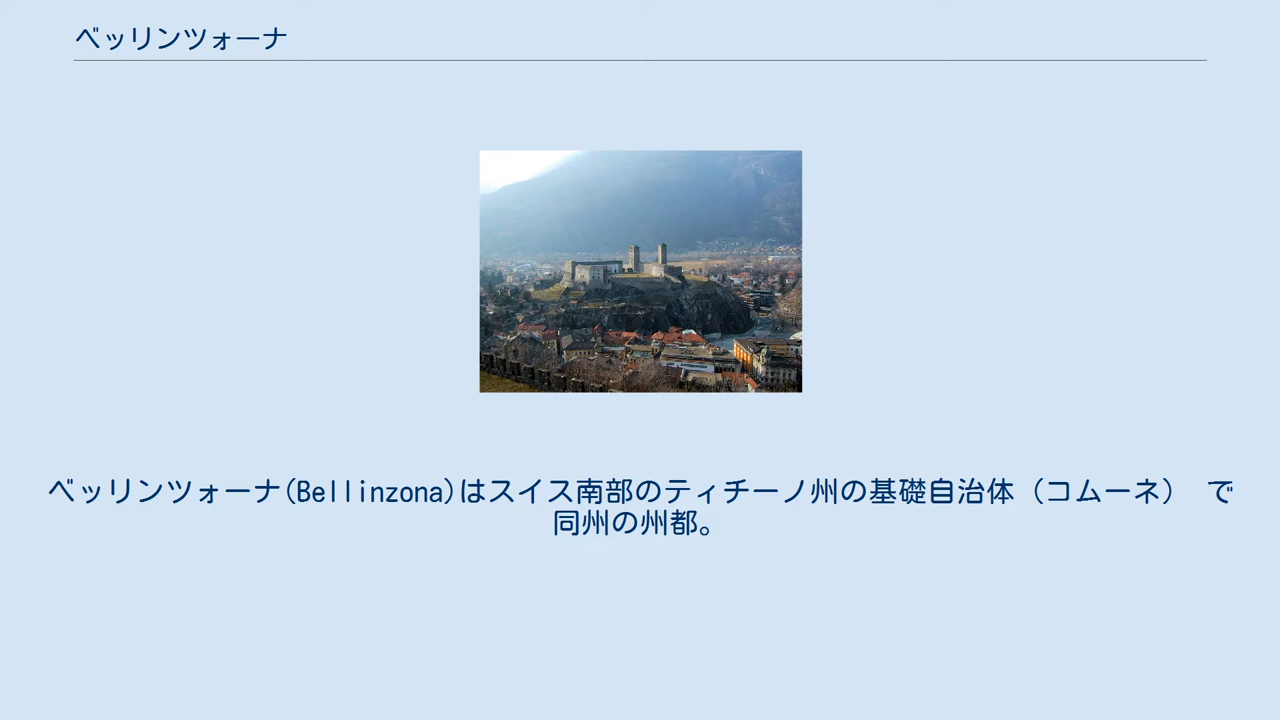 ベッリンツォーナ
ベッリンツォーナ(Bellinzona)はスイス南部のティチーノ州の基礎自治体（コムーネ） で
同州の州都。